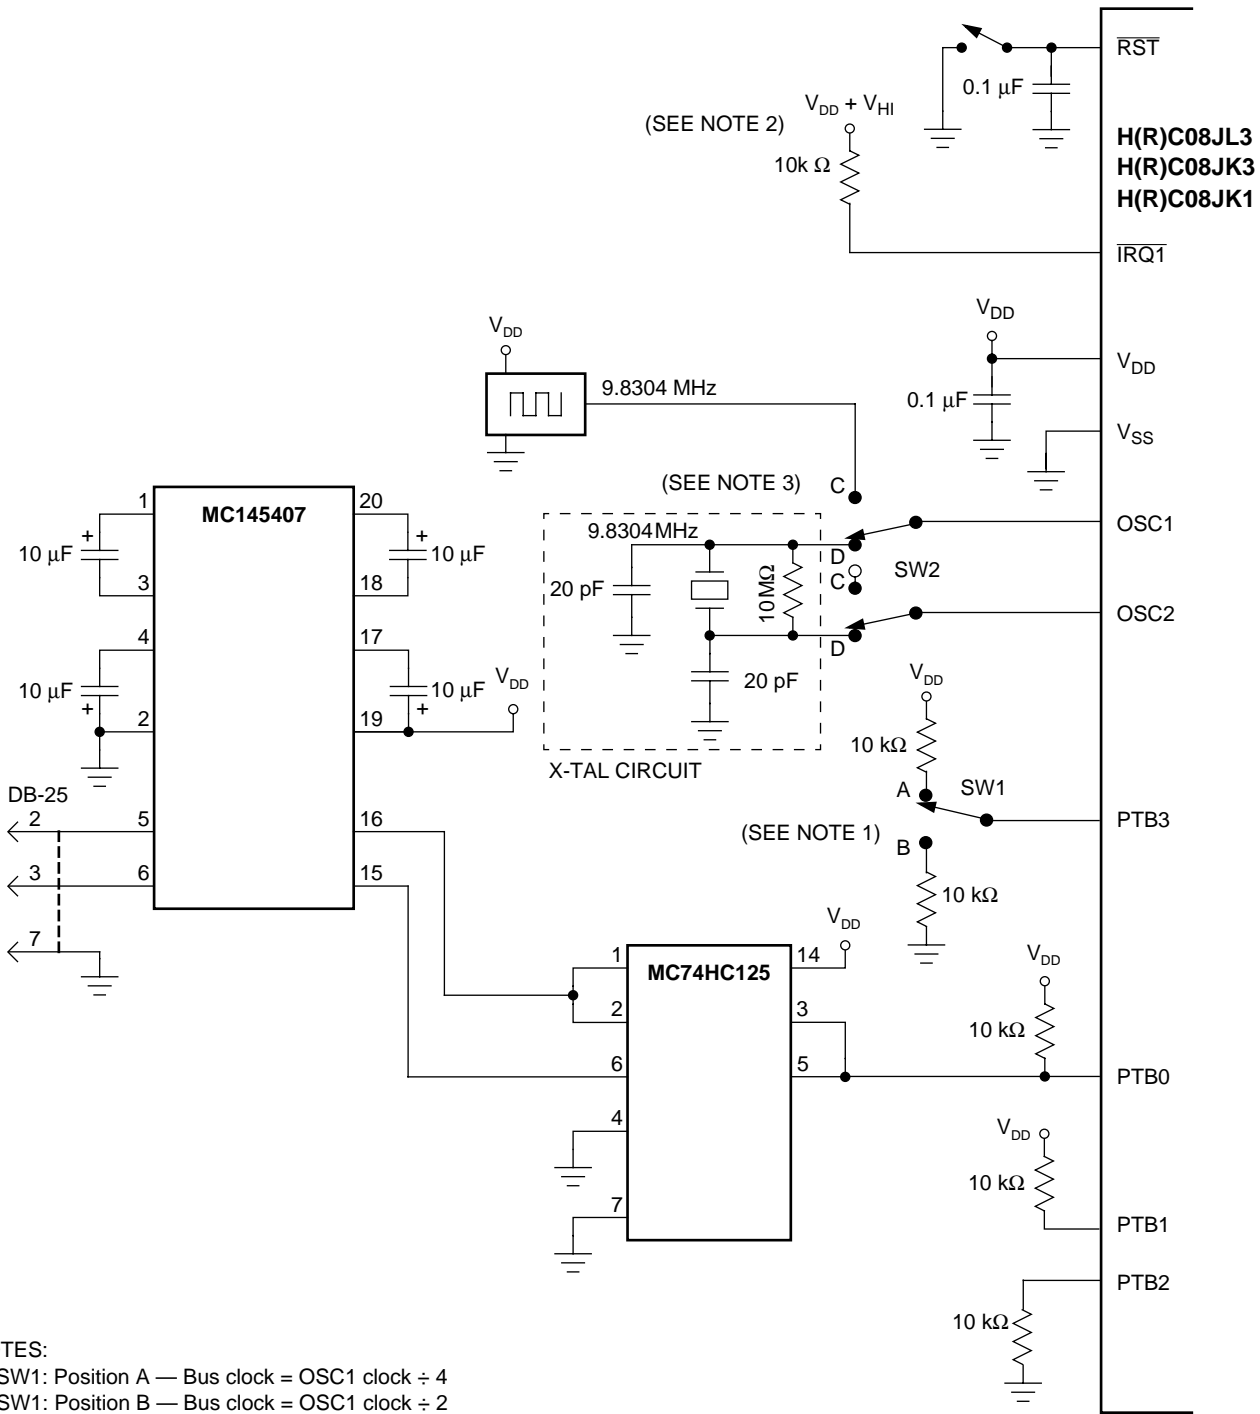 RST
0.1 μF
VDD + VHI
(SEE NOTE 2)
H(R)C08JL3
10k Ω
H(R)C08JK3
H(R)C08JK1
IRQ1
VDD
VDD
VDD
9.8304 MHz
0.1 μF
VSS
(SEE NOTE 3)
C
1
MC145407
20
OSC1
9.8304MHz
10 μF
+
+
10 μF
D
SW2
3
18
20 pF
10MΩ
C
OSC2
4
17
D
VDD
20 pF
VDD
10 μF
+
10 μF
+
2
19
10 kΩ
X-TAL CIRCUIT
A
SW1
DB-25
2
5
16
PTB3
(SEE NOTE 1)
B
3
6
15
10 kΩ
VDD
7
1
MC74HC125
14
VDD
2
3
10 kΩ
6
5
PTB0
4
VDD
10 kΩ
7
PTB1
PTB2
10 kΩ
TES:
SW1: Position A — Bus clock = OSC1 clock ÷ 4
SW1: Position B — Bus clock = OSC1 clock ÷ 2